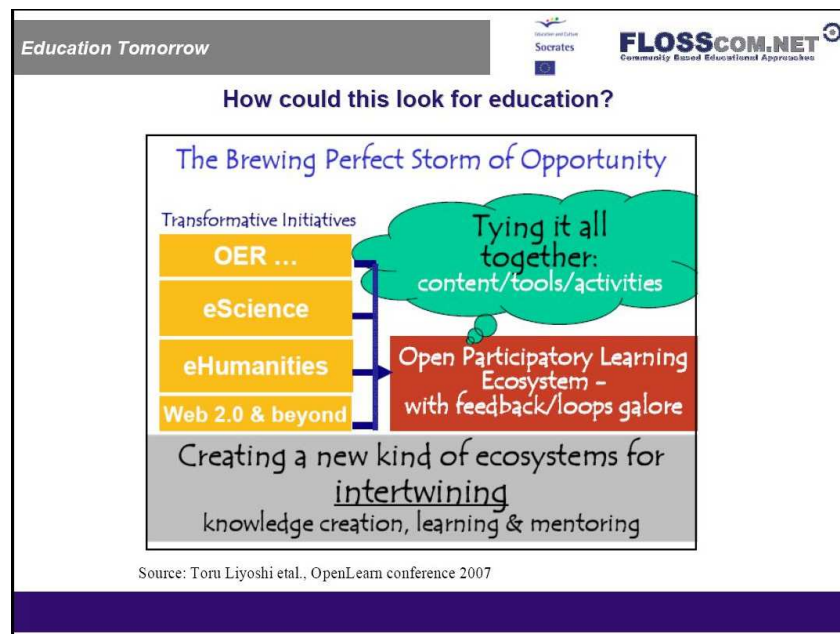 Education Tomorrow
Education and Culture
Socrates
FLOSSCOM.NET
Community Based Educational Approaches
How could this look for education?
The Brewing Perfect Storm of Opportunity
Transformative Initiatives
OER ...
eScience
eHumanities
Web 2.0 & beyond
Tying it all
together:
content/tools/activities
Open Participatory Learning
Ecosystem –
with feedback/loops galore
Creating a new kind of ecosystems for
intertwining
knowledge creation, learning & mentoring
Source: Toru Liyoshi etal., OpenLearn conference 2007